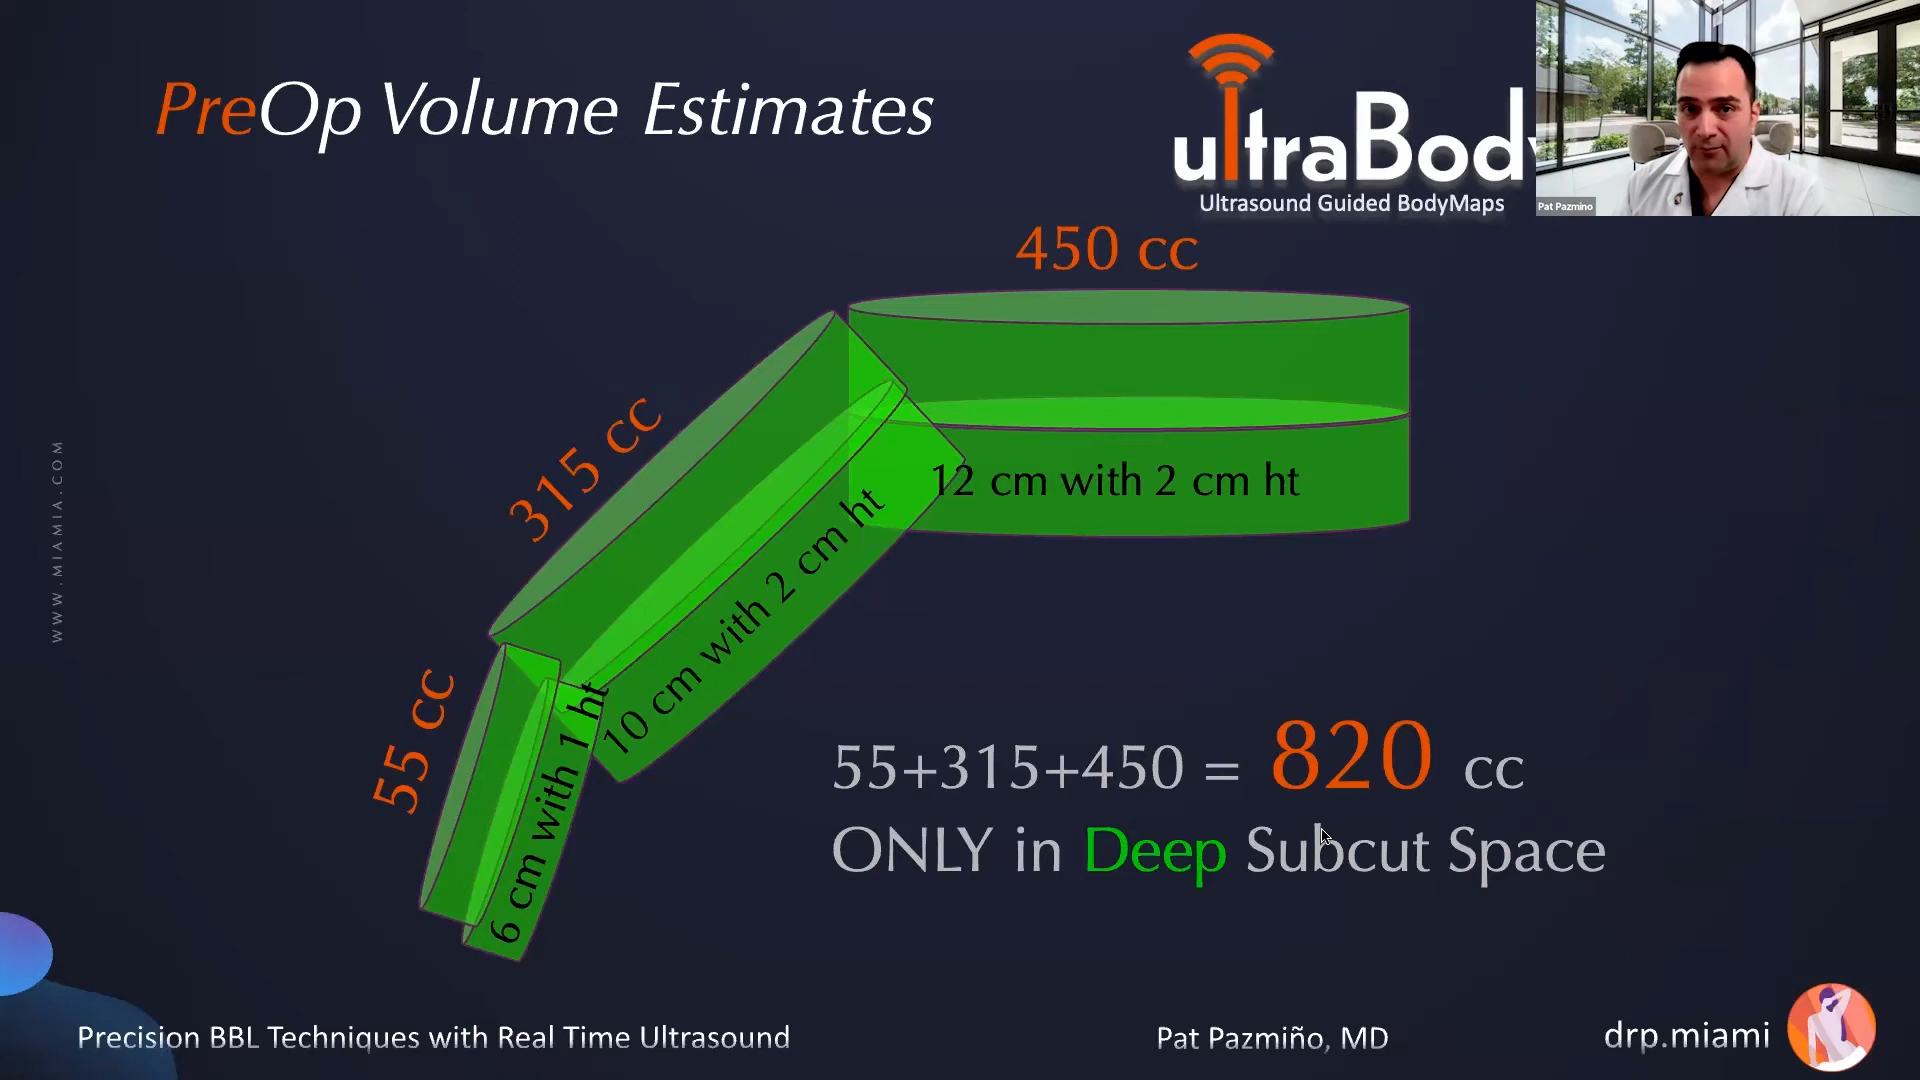 PreOp Volume Estimates
ultraBody
Ultrasound Guided BodyMaps
Pat Pazmino
450 cc
12 cm with 2 cm ht
315 cc
10 cm with 2 cm ht
55 cc
6 cm with 1 ht
55+315+450 = 820 cc
ONLY in Deep Subcut Space
WWW.MIAMIA.COM
Precision BBL Techniques with Real Time Ultrasound
Pat Pazmiño, MD
drp.miami